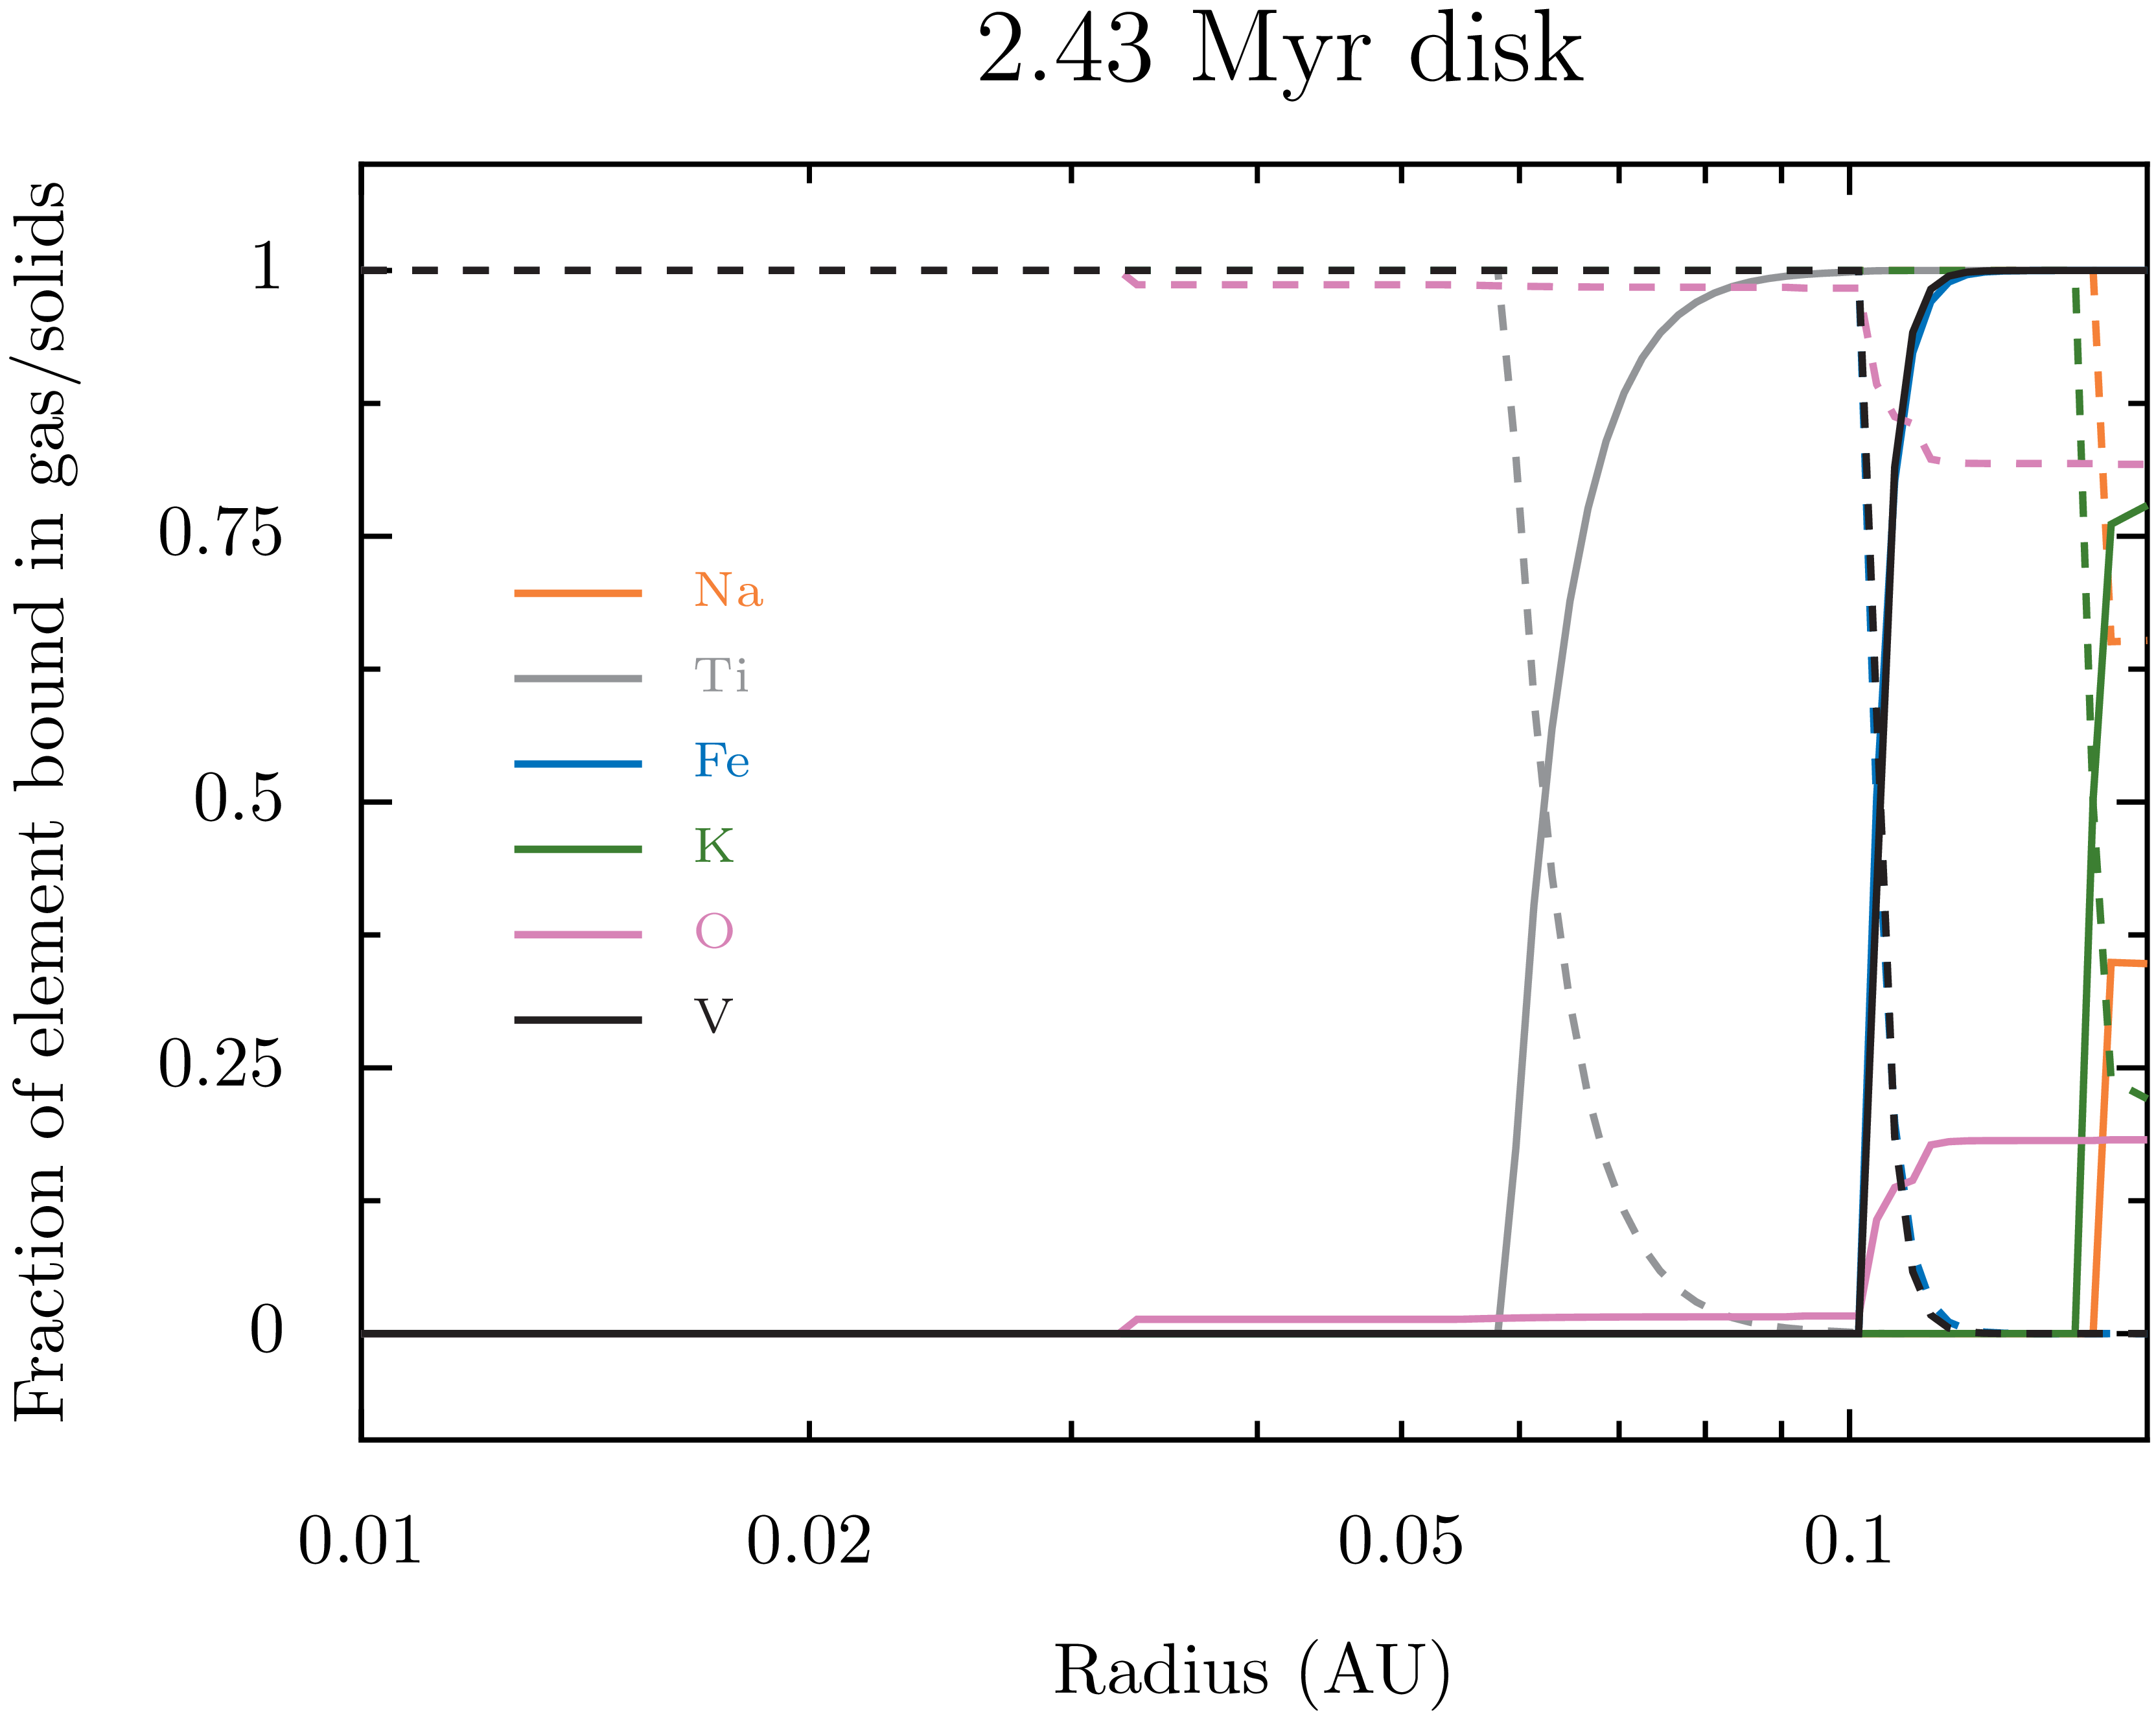 2.43 Myr disk
Fraction of element bound in gas/solids
1
0.75
0.5
0.25
0
Na
Ti
Fe
K
O
V
0.01 0.02 0.05 0.1
Radius (AU)